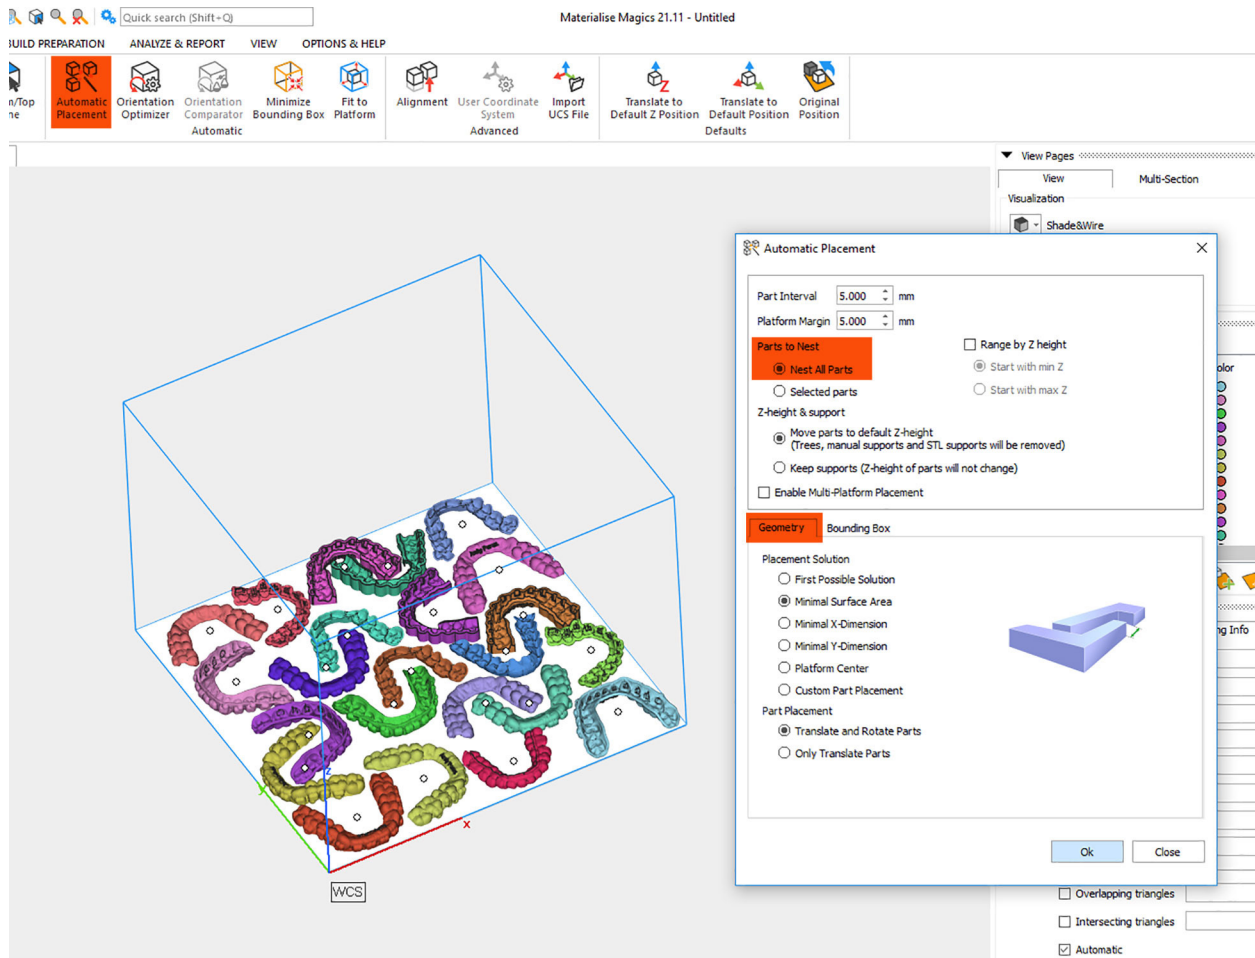 Quick search (Shift+Q)
Materialise Magics 21.11 - Untitled
BUILD PREPARATION
ANALYZE & REPORT
VIEW
OPTIONS & HELP
Automatic
Placement
Orientation
Optimizer
Orientation
Comparator
Minimize
Bounding Box
Fit to
Platform
Automatic
Alignment
User Coordinate
System
Import
UCS File
Advanced
Translate to
Default Z Position
Translate to
Default Position
Original
Position
Defaults
View Pages
View
Multi-Section
Visualization
Shade&Wire
Automatic Placement
Part Interval 5.000 mm
Platform Margin 5.000 mm
Parts to Nest
Nest All Parts
Selected parts
Range by Z height
Start with min Z
Start with max Z
Z-height & support
Move parts to default Z-height
(Trees, manual supports and STL supports will be removed)
Keep supports (Z-height of parts will not change)
Enable Multi-Platform Placement
Geometry
Bounding Box
Placement Solution
First Possible Solution
Minimal Surface Area
Minimal X-Dimension
Minimal Y-Dimension
Platform Center
Custom Part Placement
Part Placement
Translate and Rotate Parts
Only Translate Parts
Ok
Close
olor
ng Info
z
y
x
WCS
Overlapping triangles
Intersecting triangles
Automatic